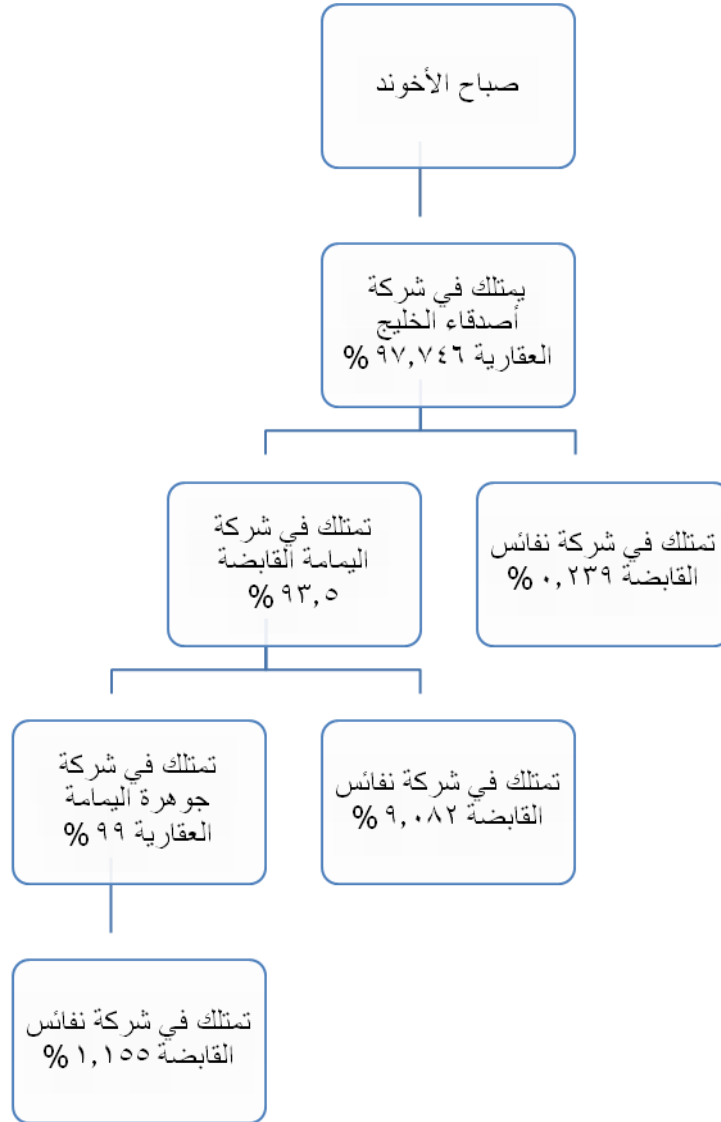 صباح الأخوند
يمتلك في شركة
أصدقاء الخليج
العقارية ٩٧,٧٤٦ %
تمتلك في شركة نفائس
القابضة ٠,٢٣٩ %
تمتلك في شركة
اليمامة القابضة
٩٣,٥ %
تمتلك في شركة نفائس
القابضة ٩,٠٨٢ %
تمتلك في شركة
جوهرة اليمامة
العقارية ٩٩ %
تمتلك في شركة نفائس
القابضة ١,١٥٥ %